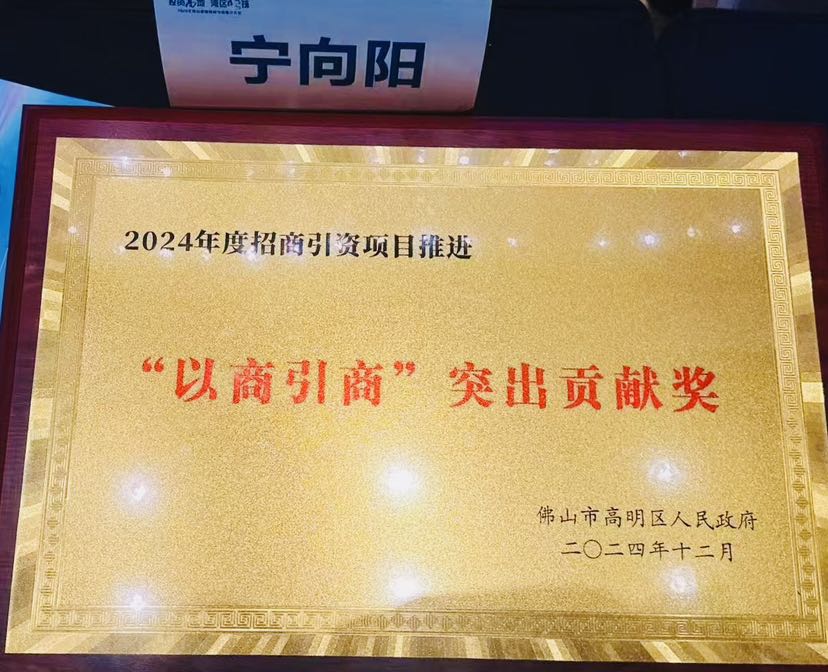 宁向阳
2024年度招商引资项目推进
“以商引商”突出贡献奖
佛山市高明区人民政府
二〇二四年十二月